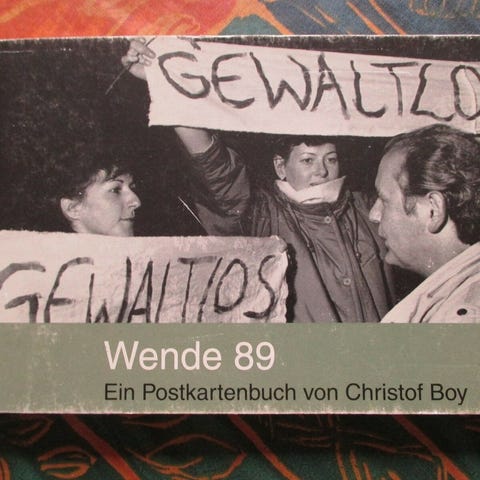 GEWALTLO
GEWALTlOS
Wende 89
Ein Postkartenbuch von Christof Boy